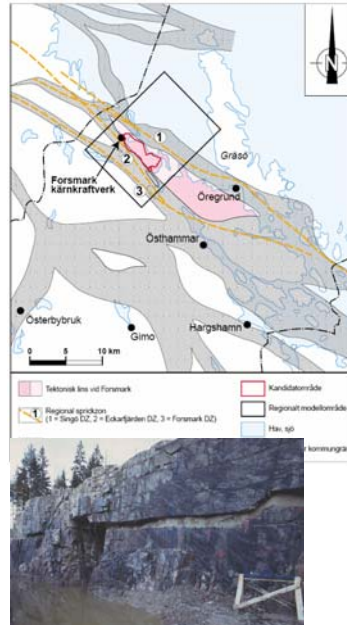 N
1
Gräsö
2
Forsmark
kärnkraftverk
3
Öregrund
Östhammar
Österbybruk
Gimo
Hargshamn
0 5 10 km
Tektonisk lins vid Forsmark
Kandidatområde
1
Regional sprickzon
(1 = Singö DZ, 2 = Eckarfjärden DZ, 3 = Forsmark DZ)
Regionalt modellområde
Hav, sjö